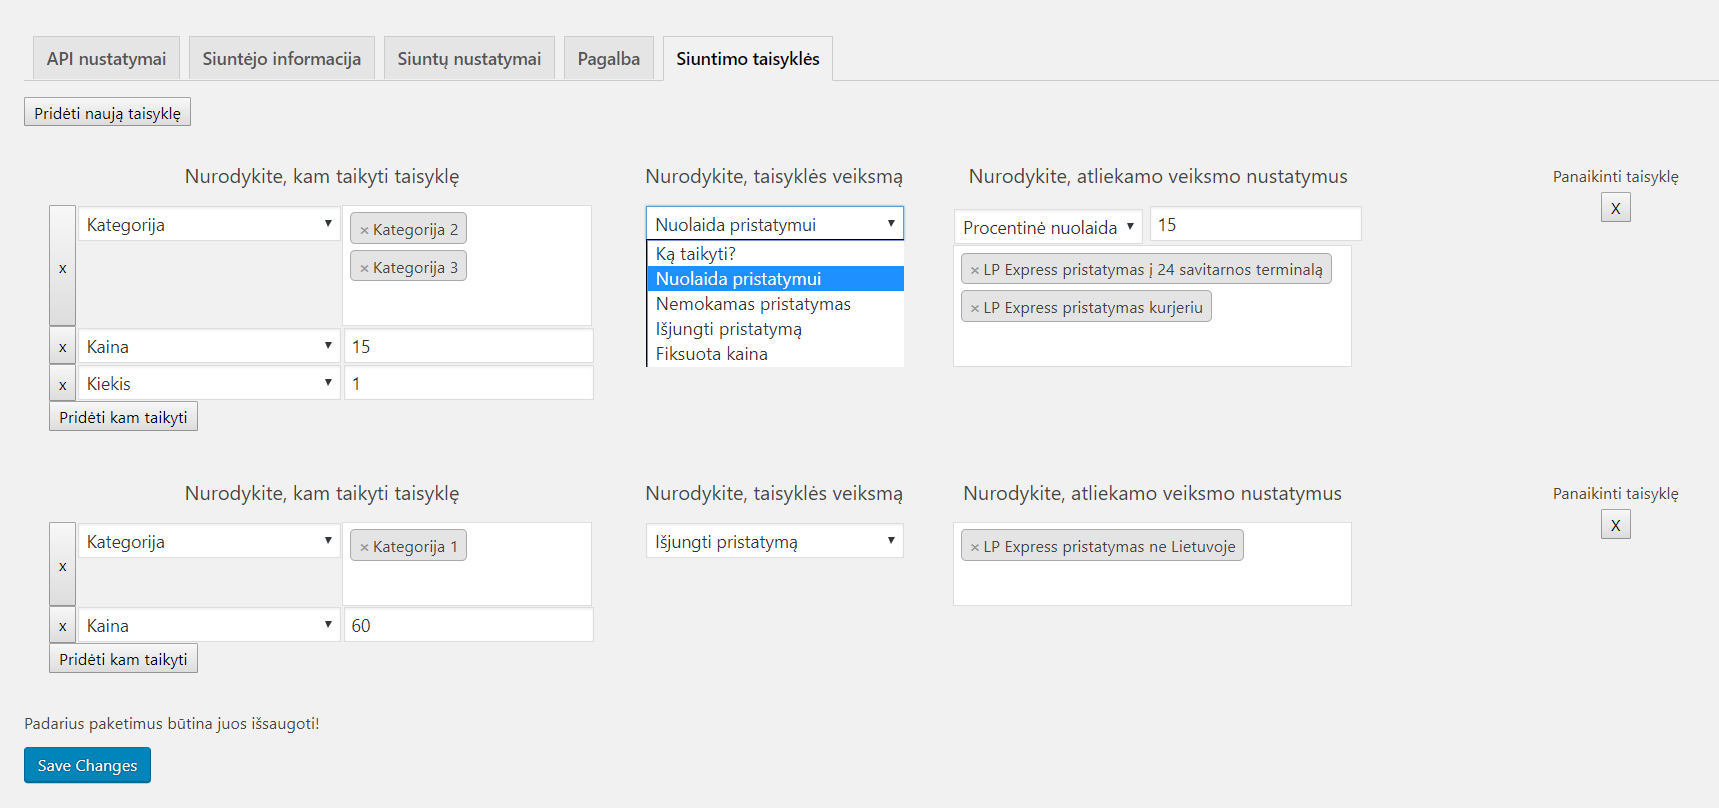 API nustatymai
Siuntėjo informacija
Siuntų nustatymai
Pagalba
Siuntimo taisyklės
Pridėti naują taisyklę
Nurodykite, kam taikyti taisyklę
Nurodykite, taisyklės veiksmą
Nurodykite, atliekamo veiksmo nustatymus
Panaikinti taisyklę
x
Kategorija
× Kategorija 2
× Kategorija 3
Nuolaida pristatymui
Ką taikyti?
Nuolaida pristatymui
Nemokamas pristatymas
Išjungti pristatymą
Fiksuota kaina
Procentinė nuolaida
15
× LP Express pristatymas į 24 savitarnos terminalą
× LP Express pristatymas kurjeriu
X
x
Kaina
15
x
Kiekis
1
Pridėti kam taikyti
Nurodykite, kam taikyti taisyklę
Nurodykite, taisyklės veiksmą
Nurodykite, atliekamo veiksmo nustatymus
Panaikinti taisyklę
x
Kategorija
× Kategorija 1
Išjungti pristatymą
× LP Express pristatymas ne Lietuvoje
X
x
Kaina
60
Pridėti kam taikyti
Padarius paketimus būtina juos išsaugoti!
Save Changes